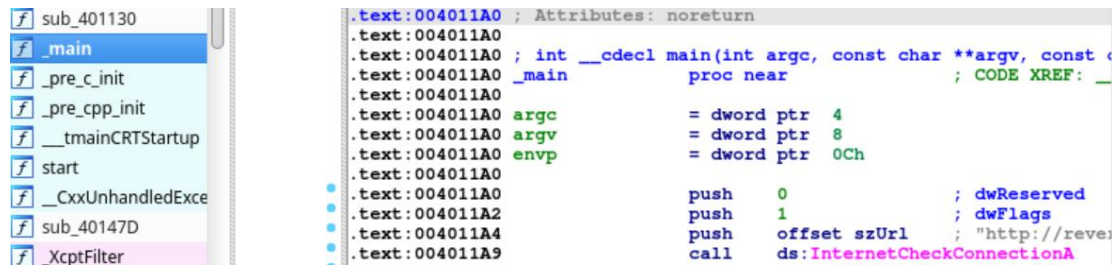 f sub_401130
f _main
f _pre_c_init
f _pre_cpp_init
f ___tmainCRTStartup
f start
f __CxxUnhandledExce
f sub_40147D
f _XcptFilter
.text:004011A0 ; Attributes: noreturn
.text:004011A0
.text:004011A0 ; int __cdecl main(int argc, const char **argv, const c
.text:004011A0 _main proc near ; CODE XREF: __
.text:004011A0
.text:004011A0 argc = dword ptr 4
.text:004011A0 argv = dword ptr 8
.text:004011A0 envp = dword ptr 0Ch
.text:004011A0
.text:004011A0 push 0 ; dwReserved
.text:004011A2 push 1 ; dwFlags
.text:004011A4 push offset szUrl ; "http://rever
.text:004011A9 call ds:InternetCheckConnectionA